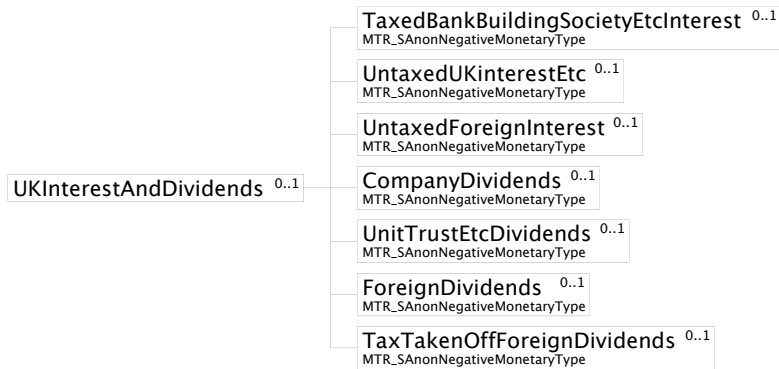 TaxedBankBuildingSocietyEtcInterest 0..1
MTR_SAnonNegativeMonetaryType
UntaxedUKinterestEtc 0..1
MTR_SAnonNegativeMonetaryType
UntaxedForeignInterest 0..1
MTR_SAnonNegativeMonetaryType
UKInterestAndDividends 0..1
CompanyDividends 0..1
MTR_SAnonNegativeMonetaryType
UnitTrustEtcDividends 0..1
MTR_SAnonNegativeMonetaryType
ForeignDividends 0..1
MTR_SAnonNegativeMonetaryType
TaxTakenOffForeignDividends 0..1
MTR_SAnonNegativeMonetaryType